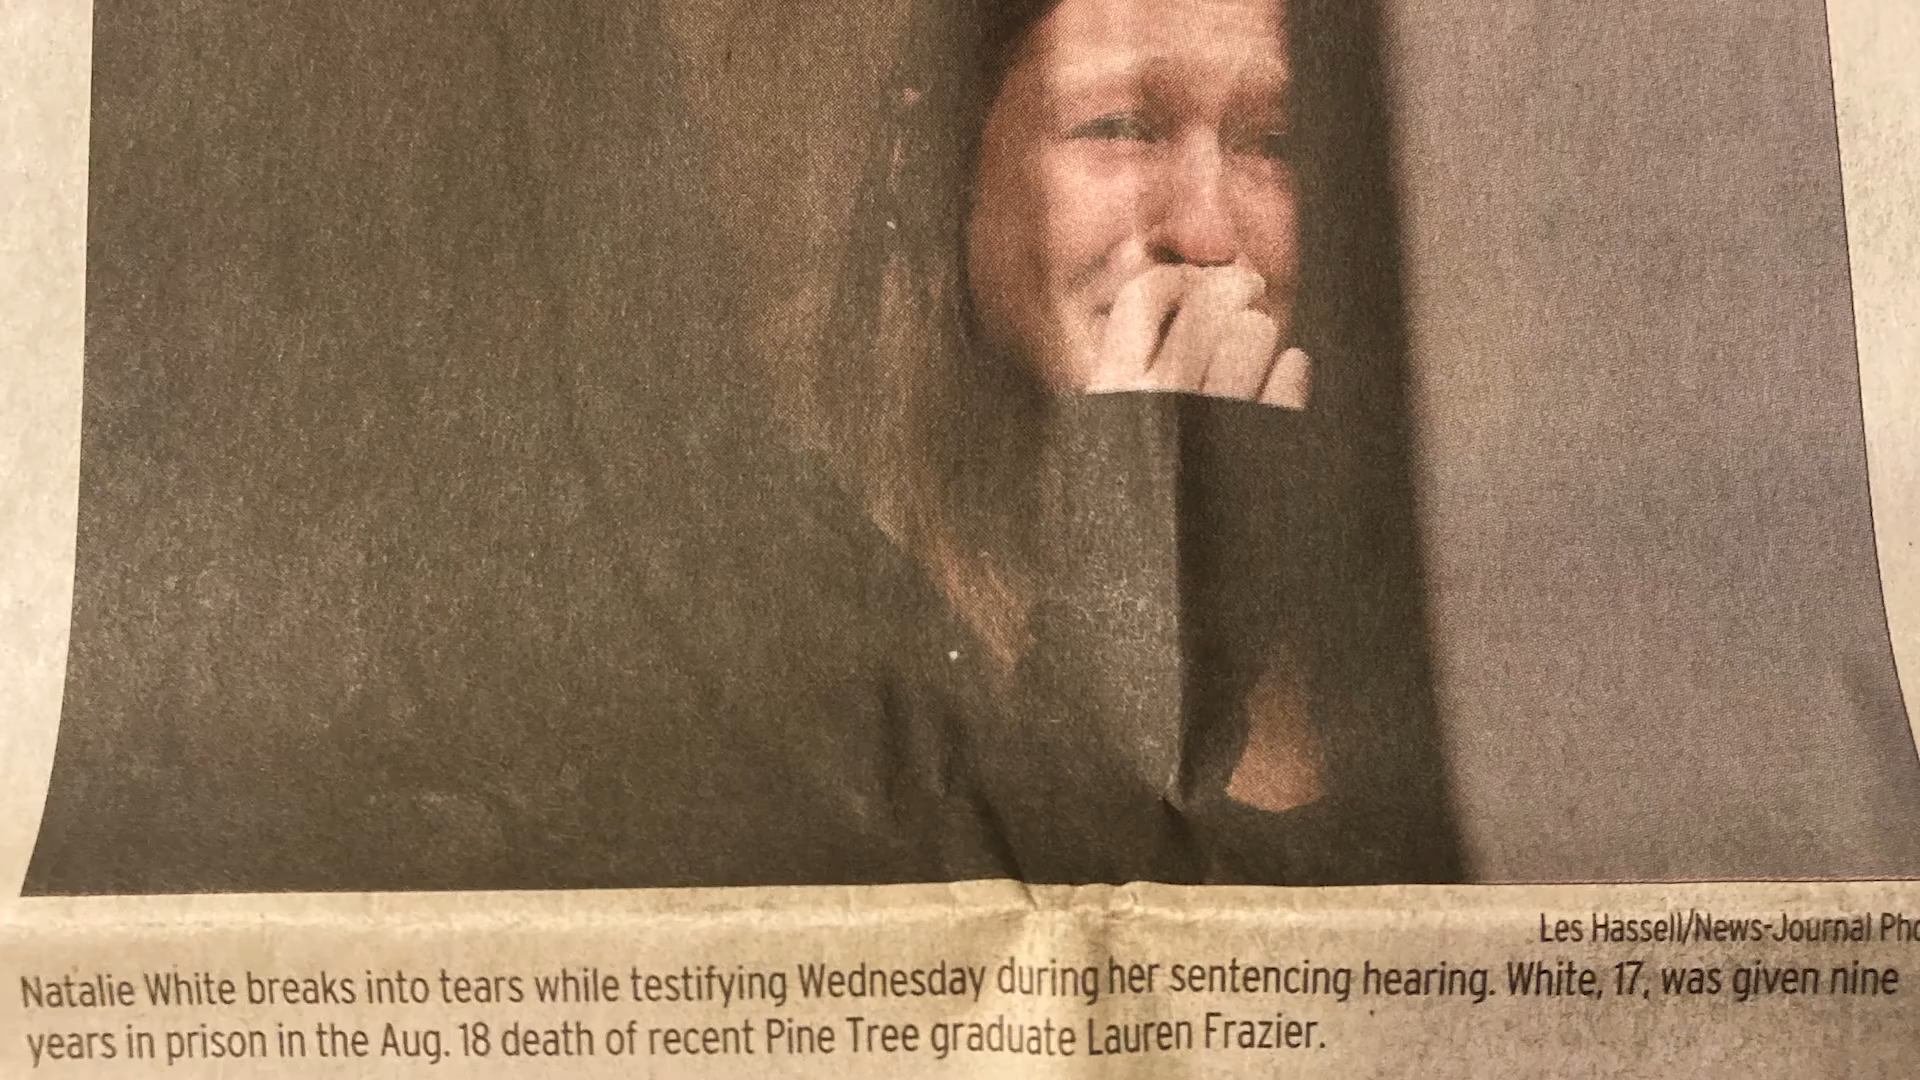 Les Hassell/News-Journal
Natalie White breaks into tears while testifying Wednesday during her sentencing hearing. White, 17, was given nine
years in prison in the Aug. 18 death of recent Pine Tree graduate Lauren Frazier.